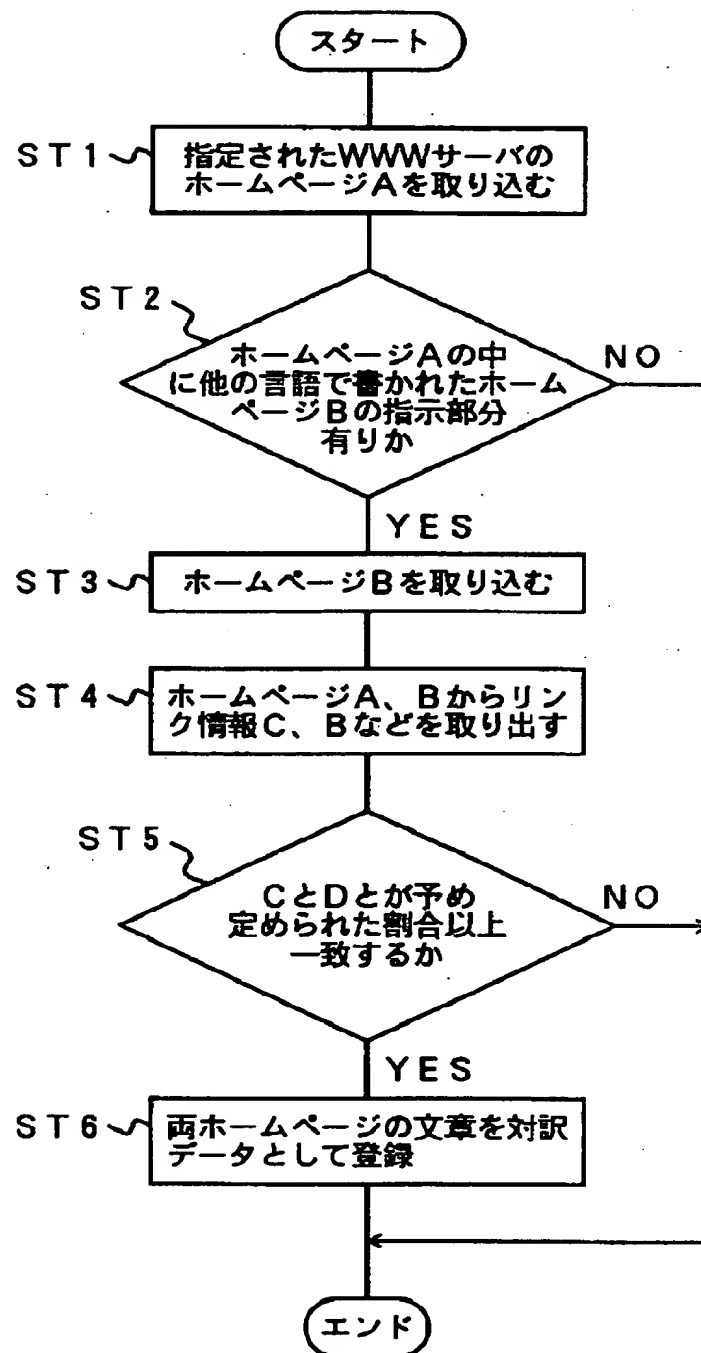 スタート
ST1
指定されたWWWサーバの
ホームページAを取り込む
ST2
ホームページAの中
に他の言語で書かれたホーム
ページBの指示部分
有りか
NO
YES
ST3
ホームページBを取り込む
ST4
ホームページA、Bからリン
ク情報C、Bなどを取り出す
ST5
CとDとが予め
定められた割合以上
一致するか
NO
YES
ST6
両ホームページの文章を対訳
データとして登録
エンド